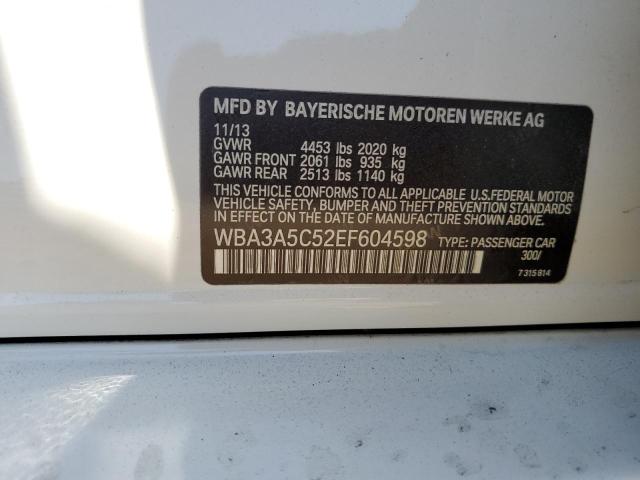 MFD BY BAYERISCHE MOTOREN WERKE AG
11/13
GVWR 4453 lbs 2020 kg
GAWR FRONT 2061 lbs 935 kg
GAWR REAR 2513 lbs 1140 kg
THIS VEHICLE CONFORMS TO ALL APPLICABLE U.S.FEDERAL MOTOR
VEHICLE SAFETY, BUMPER AND THEFT PREVENTION STANDARDS
IN EFFECT ON THE DATE OF MANUFACTURE SHOWN ABOVE.
WBA3A5C52EF604598 TYPE: PASSENGER CAR
300/
7315814